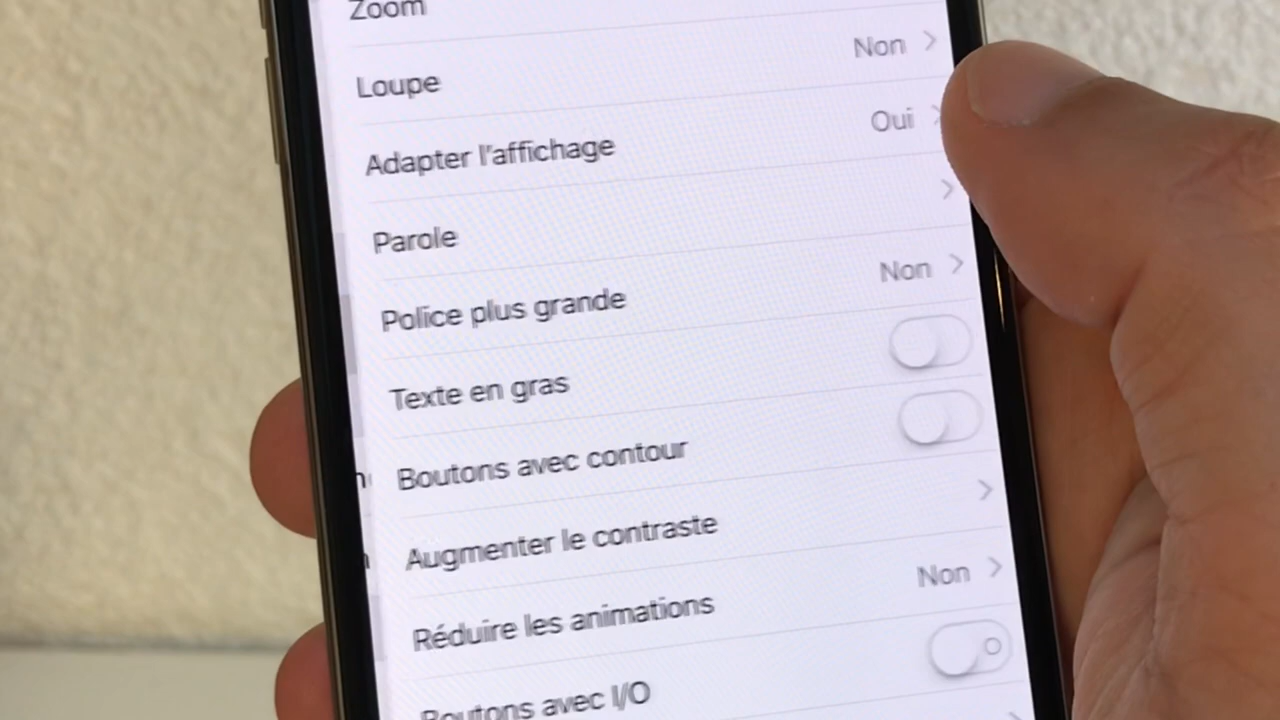 Zoom
Non
Loupe
Oui
Adapter l'affichage
Parole
Non
Police plus grande
Texte en gras
Boutons avec contour
Augmenter le contraste
Non
Réduire les animations
Boutons avec I/O